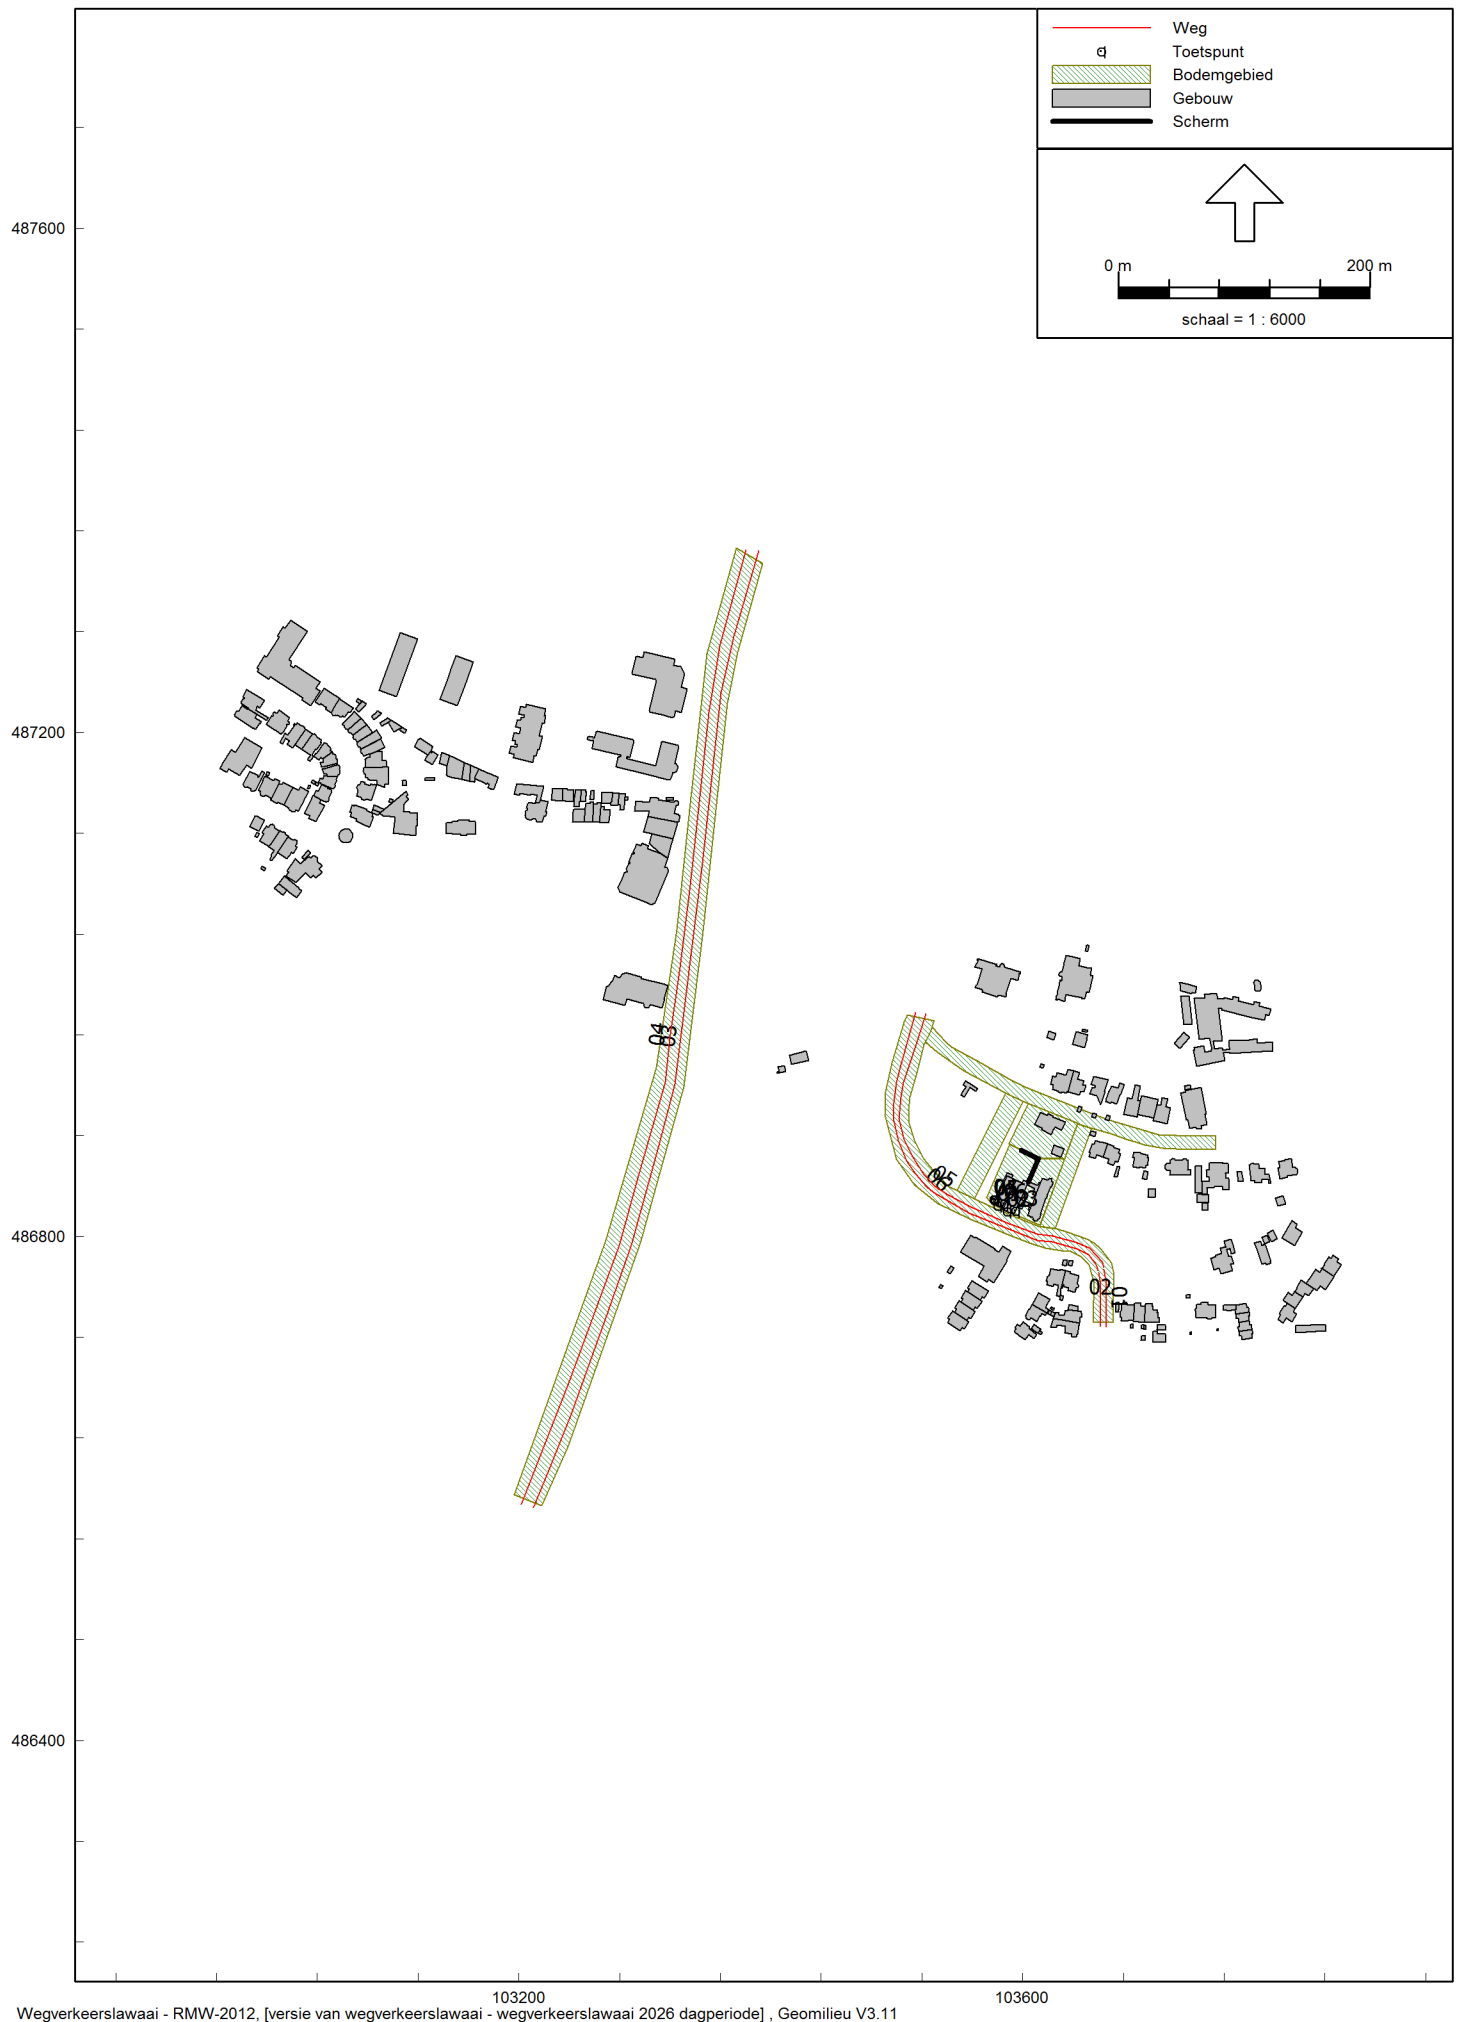 Weg
Toetspunt
Bodemgebied
Gebouw
Scherm
0 m 200 m
schaal = 1 : 6000
487600
487200
486800
486400
103200 103600
04
03
05
06
02
01
Wegverkeerslawaai - RMW-2012, [versie van wegverkeerslawaai - wegverkeerslawaai 2026 dagperiode] , Geomilieu V3.11